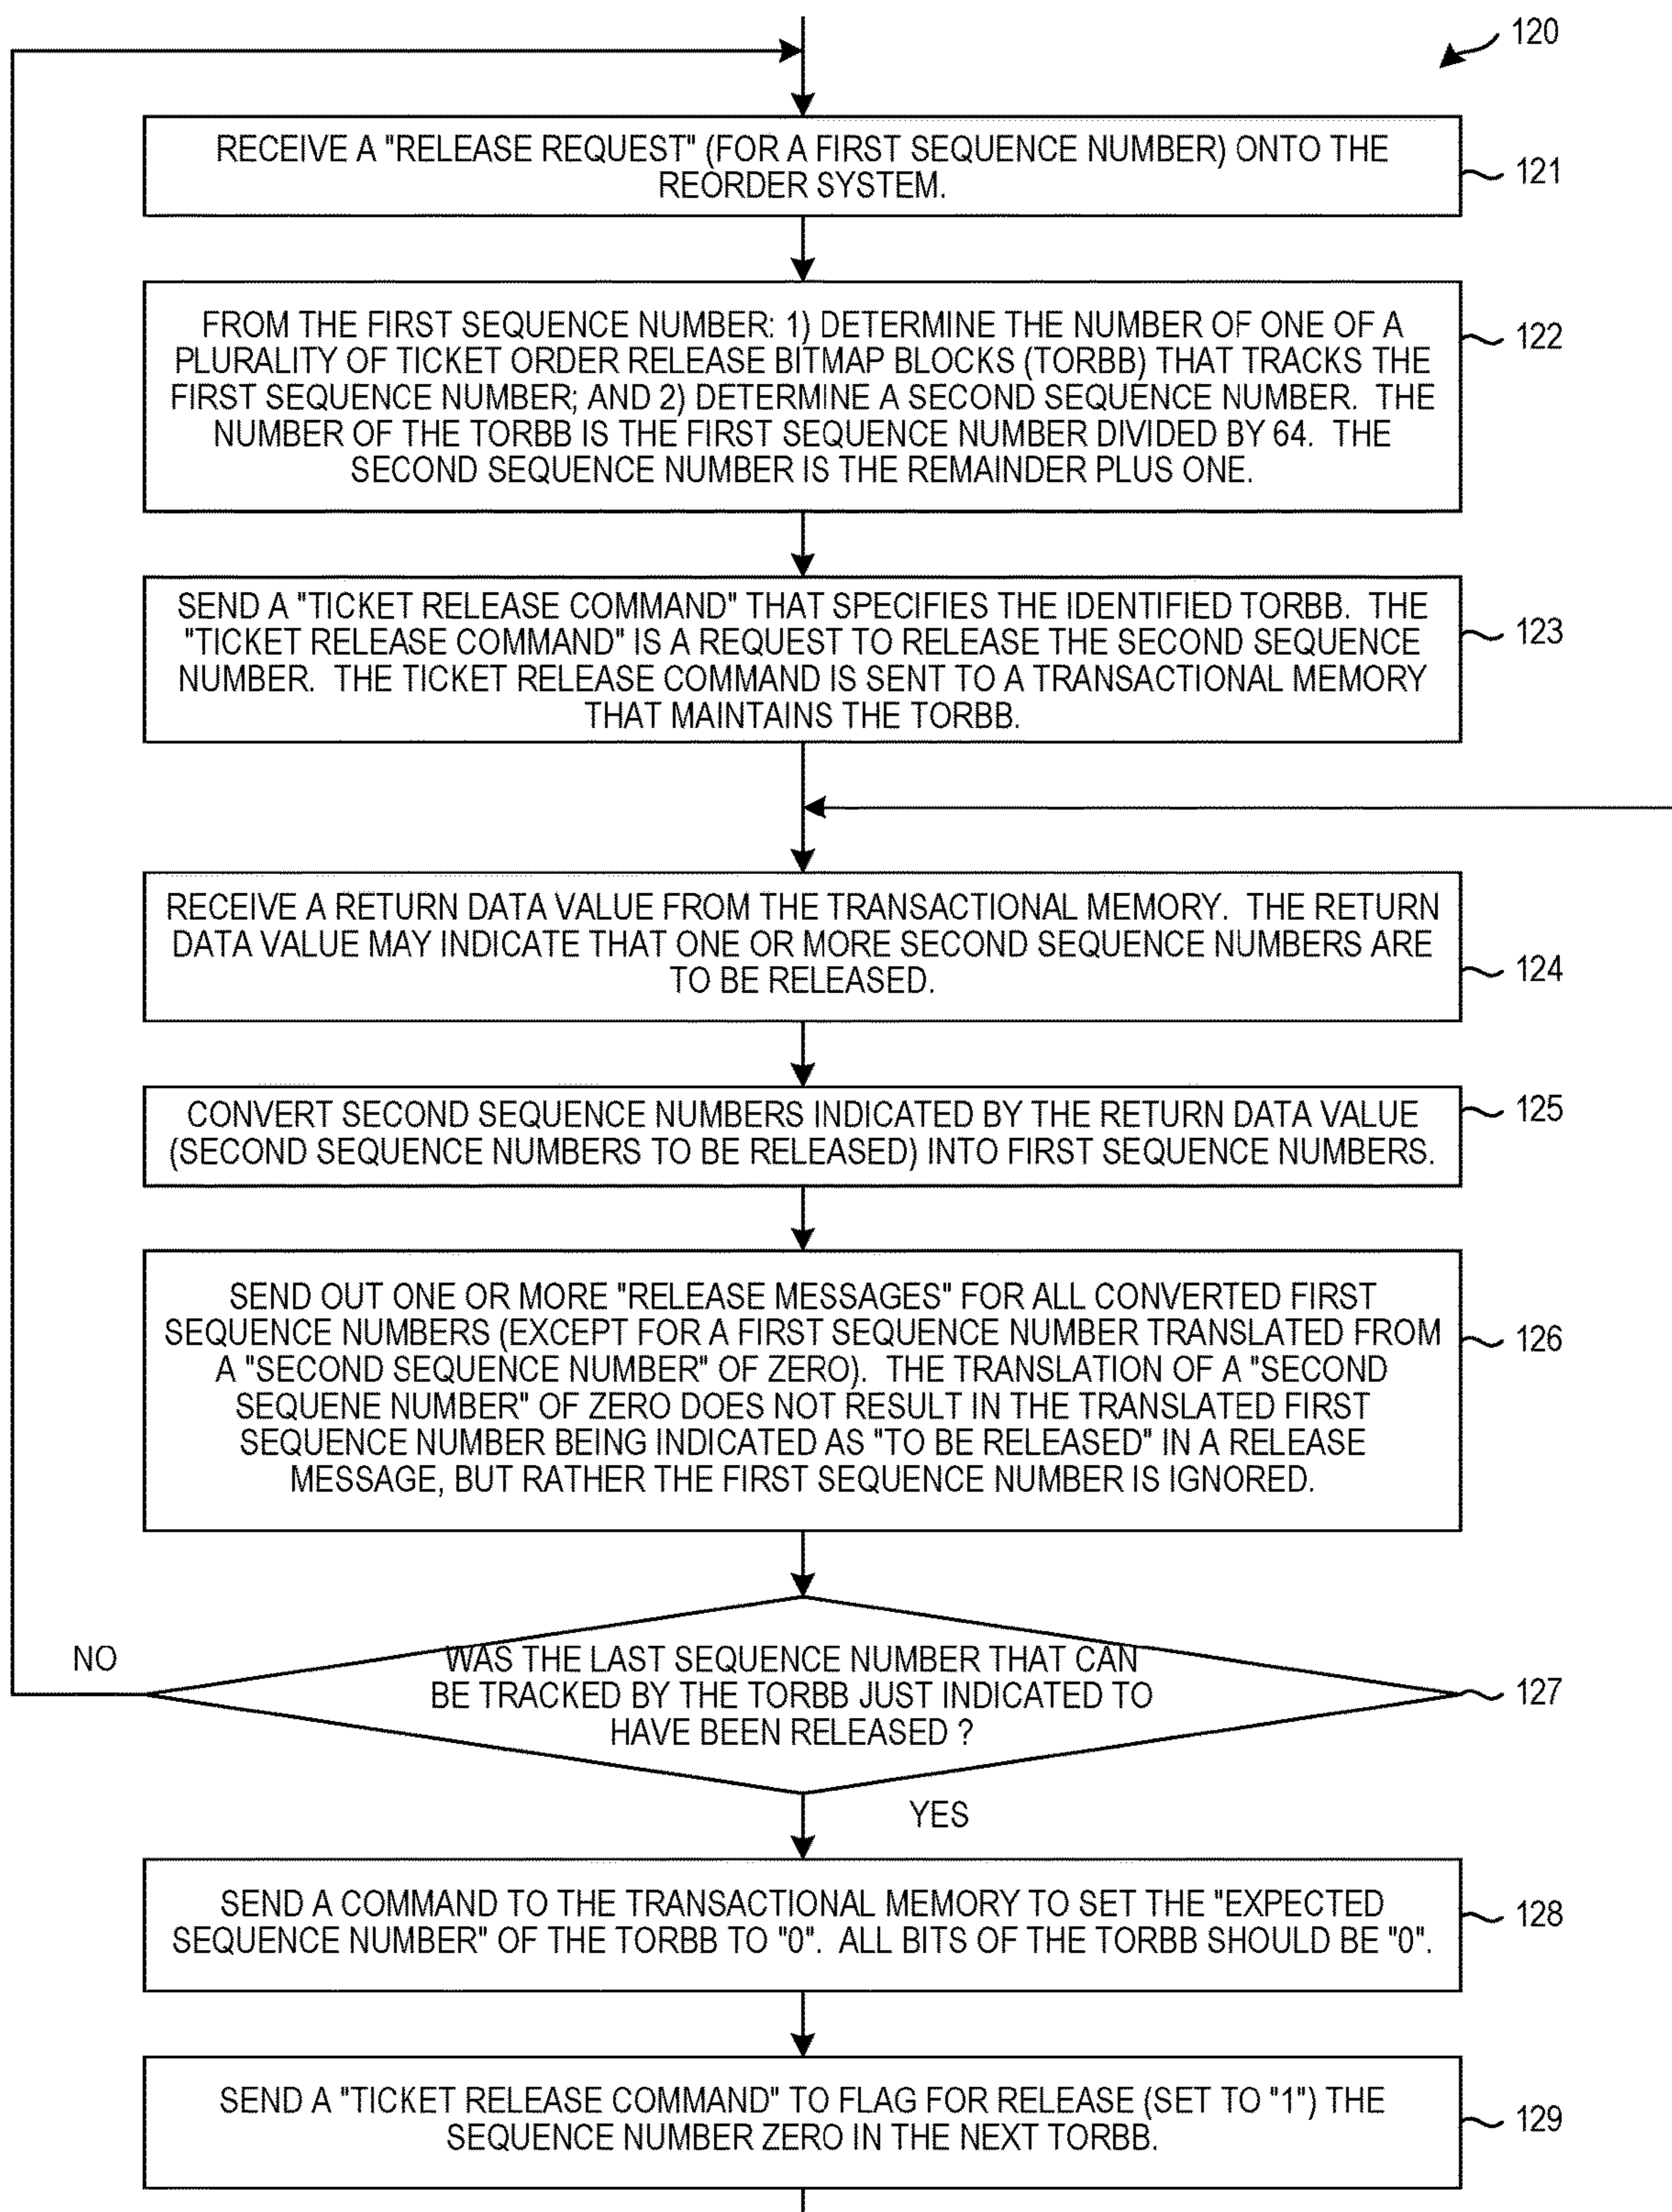 120
RECEIVE A "RELEASE REQUEST" (FOR A FIRST SEQUENCE NUMBER) ONTO THE
REORDER SYSTEM.
121
FROM THE FIRST SEQUENCE NUMBER: 1) DETERMINE THE NUMBER OF ONE OF A
PLURALITY OF TICKET ORDER RELEASE BITMAP BLOCKS (TORBB) THAT TRACKS THE
FIRST SEQUENCE NUMBER; AND 2) DETERMINE A SECOND SEQUENCE NUMBER. THE
NUMBER OF THE TORBB IS THE FIRST SEQUENCE NUMBER DIVIDED BY 64. THE
SECOND SEQUENCE NUMBER IS THE REMAINDER PLUS ONE.
122
SEND A "TICKET RELEASE COMMAND" THAT SPECIFIES THE IDENTIFIED TORBB. THE
"TICKET RELEASE COMMAND" IS A REQUEST TO RELEASE THE SECOND SEQUENCE
NUMBER. THE TICKET RELEASE COMMAND IS SENT TO A TRANSACTIONAL MEMORY
THAT MAINTAINS THE TORBB.
123
RECEIVE A RETURN DATA VALUE FROM THE TRANSACTIONAL MEMORY. THE RETURN
DATA VALUE MAY INDICATE THAT ONE OR MORE SECOND SEQUENCE NUMBERS ARE
TO BE RELEASED.
124
CONVERT SECOND SEQUENCE NUMBERS INDICATED BY THE RETURN DATA VALUE
(SECOND SEQUENCE NUMBERS TO BE RELEASED) INTO FIRST SEQUENCE NUMBERS.
125
SEND OUT ONE OR MORE "RELEASE MESSAGES" FOR ALL CONVERTED FIRST
SEQUENCE NUMBERS (EXCEPT FOR A FIRST SEQUENCE NUMBER TRANSLATED FROM
A "SECOND SEQUENCE NUMBER" OF ZERO). THE TRANSLATION OF A "SECOND
SEQUENE NUMBER" OF ZERO DOES NOT RESULT IN THE TRANSLATED FIRST
SEQUENCE NUMBER BEING INDICATED AS "TO BE RELEASED" IN A RELEASE
MESSAGE, BUT RATHER THE FIRST SEQUENCE NUMBER IS IGNORED.
126
NO
WAS THE LAST SEQUENCE NUMBER THAT CAN
BE TRACKED BY THE TORBB JUST INDICATED TO
HAVE BEEN RELEASED ?
127
YES
SEND A COMMAND TO THE TRANSACTIONAL MEMORY TO SET THE "EXPECTED
SEQUENCE NUMBER" OF THE TORBB TO "0". ALL BITS OF THE TORBB SHOULD BE "0".
128
SEND A "TICKET RELEASE COMMAND" TO FLAG FOR RELEASE (SET TO "1") THE
SEQUENCE NUMBER ZERO IN THE NEXT TORBB.
129